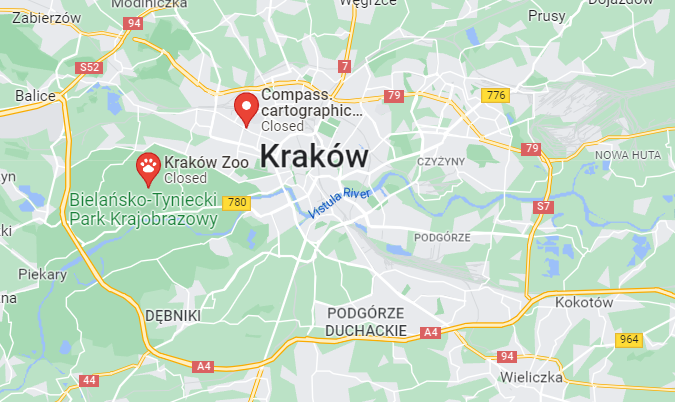 Zabierzów
Modlniczka
Węgrzce
Prusy
Dojazdów
94
S52
7
Balice
Compass.
cartographic...
Closed
79
776
Kraków
79
Kraków Zoo
Closed
CZYŻYNY
NOWA HUTA
Bielańsko-Tyniecki
Park Krajobrazowy
780
Vistula River
S7
PODGÓRZE
Piekary
DĘBNIKI
PODGÓRZE
DUCHACKIE
Kokotów
A4
964
A4
94
44
Wieliczka